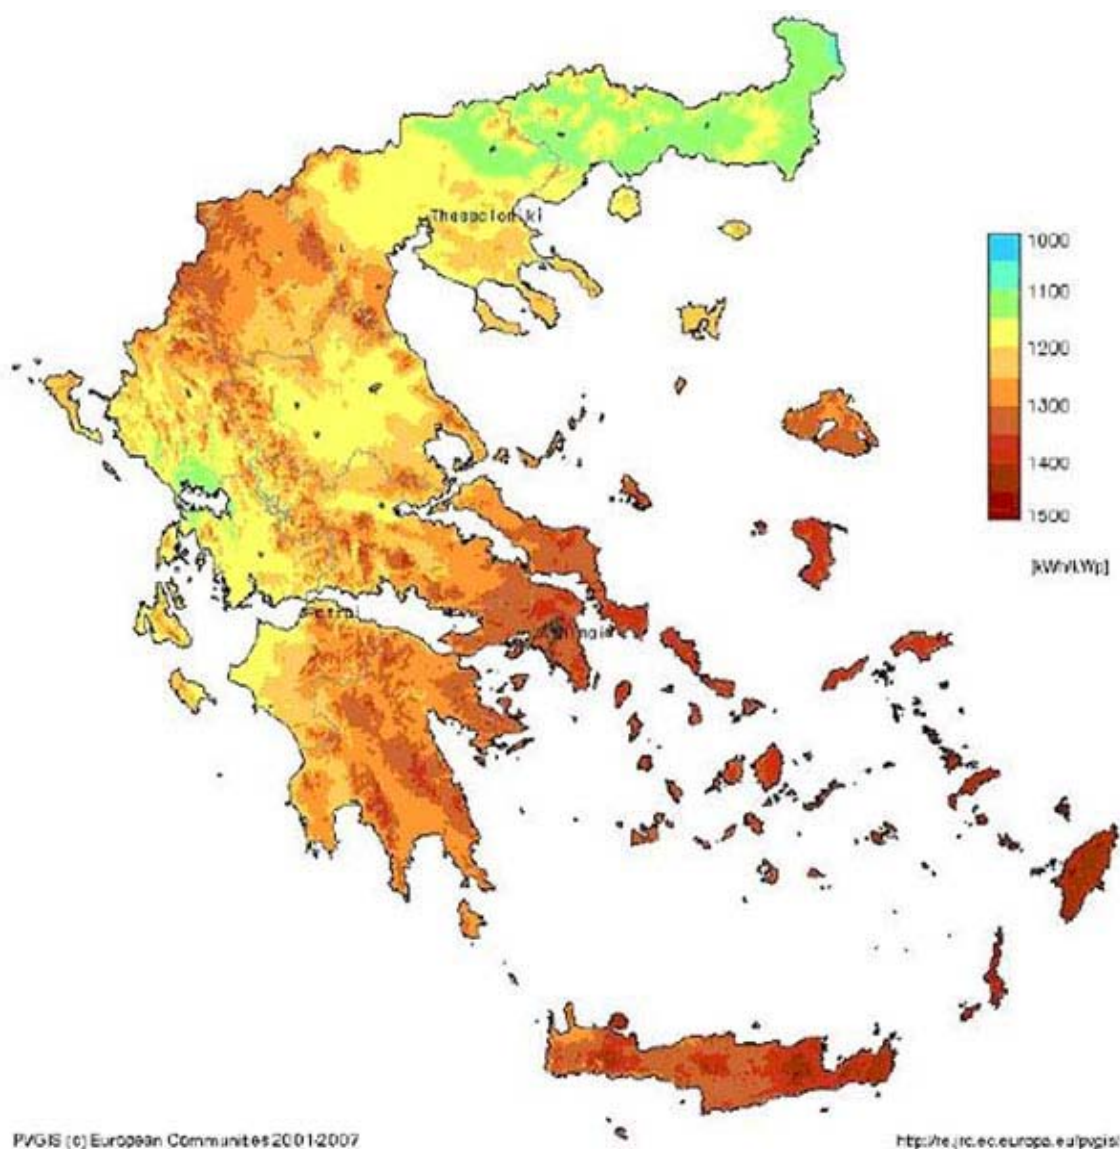 Thessaloniki
1000
1100
1200
1300
1400
1500
[kWh/kWp]
PVGIS (c) European Communities 2001-2007
http://re.jrc.ec.europa.eu/pvgis/